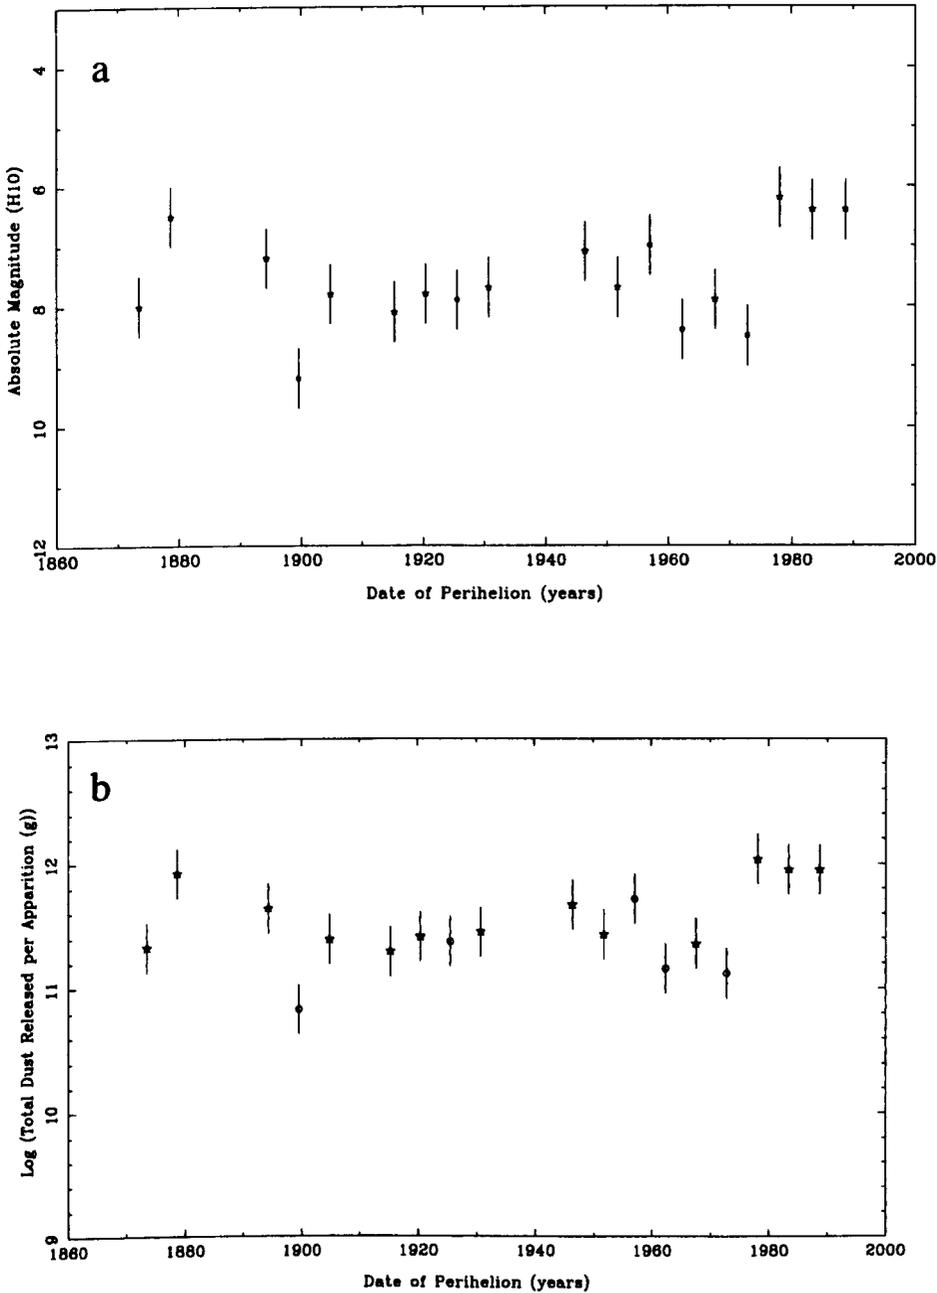 a
4
6
8
10
12
Absolute Magnitude (H10)
1860 1880 1900 1920 1940 1960 1980 2000
Date of Perihelion (years)
b
13
12
11
10
9
Log (Total Dust Released per Apparition (g))
1860 1880 1900 1920 1940 1960 1980 2000
Date of Perihelion (years)